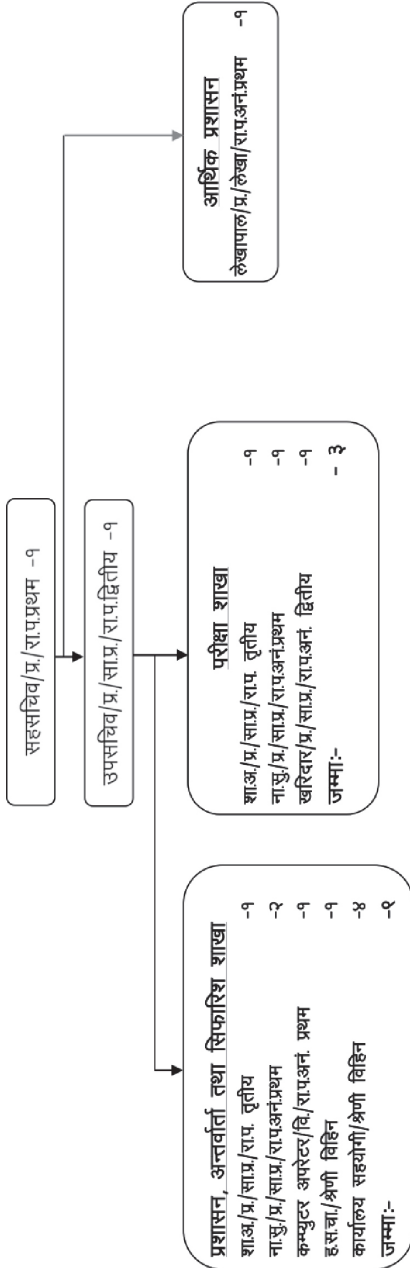 सहसचिव/प्र./रा.प.प्रथम -१
उपसचिव/प्र./सा.प्र./रा.प.द्वितीय -१
प्रशासन, अन्तर्वार्ता तथा सिफारिश शाखा
शा.अ./प्र./सा.प्र./रा.प. तृतीय -१
ना.सु./प्र./सा.प्र./रा.प.अनं.प्रथम -२
कम्प्युटर अपरेटर/वि./रा.प.अनं. प्रथम -१
ह.स.चा./श्रेणी विहिन -१
कार्यालय सहयोगी/श्रेणी विहिन -४
जम्मा:- -९
परीक्षा शाखा
शा.अ./प्र./सा.प्र./रा.प. तृतीय -१
ना.सु./प्र./सा.प्र./रा.प.अनं.प्रथम -१
खरिदार/प्र./सा.प्र./रा.प.अनं. द्वितीय -१
जम्मा:- - ३
आर्थिक प्रशासन
लेखापाल/प्र./लेखा/रा.प.अनं.प्रथम -१